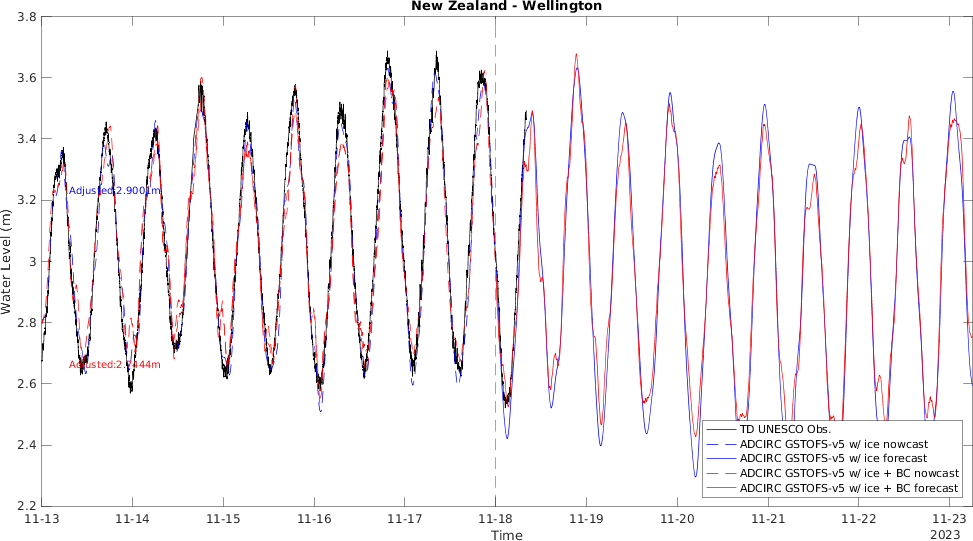 New Zealand - Wellington
3.8
3.6
3.4
3.2
3
2.8
2.6
2.4
2.2
Water Level (m)
Adjusted:2.9001m
TD UNESCO Obs.
ADCIRC GSTOFS-v5 w/ ice nowcast
ADCIRC GSTOFS-v5 w/ ice forecast
ADCIRC GSTOFS-v5 w/ ice + BC nowcast
ADCIRC GSTOFS-v5 w/ ice + BC forecast
11-13 11-14 11-15 11-16 11-17 11-18 11-19 11-20 11-21 11-22 11-23
Time
2023